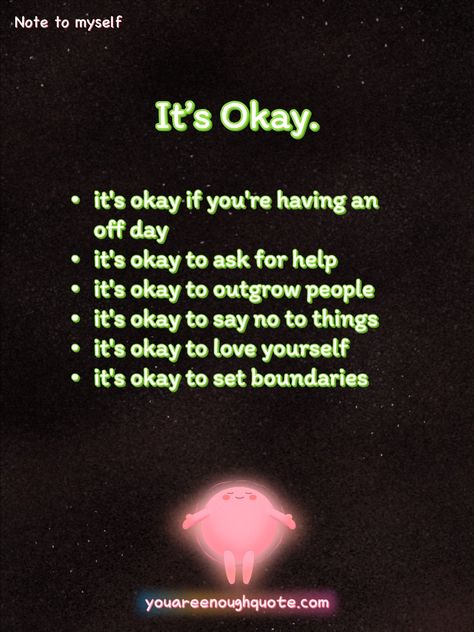 Note to myself
It's Okay.
• it's okay if you're having an
off day
• it's okay to ask for help
• it's okay to outgrow people
• it's okay to say no to things
• it's okay to love yourself
• it's okay to set boundaries
youareenoughquote.com